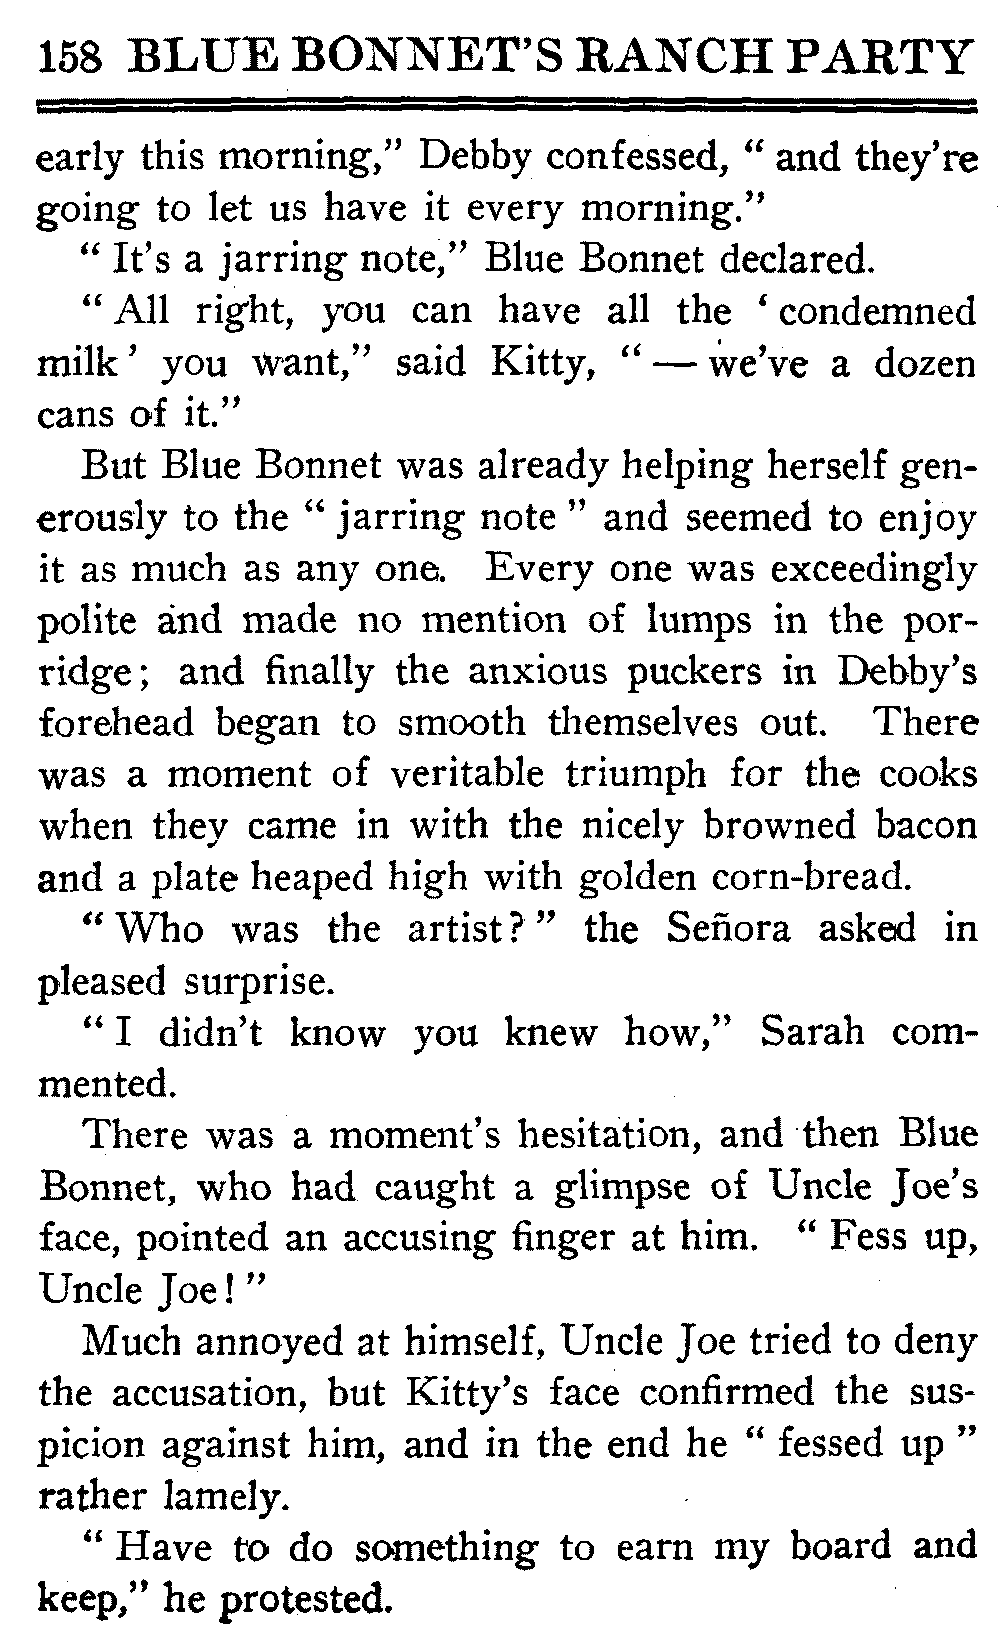 158 BLUE BONNET'S RANCH PARTY
early this morning," Debby confessed, " and they're
going to let us have it every morning."
" It's a jarring note," Blue Bonnet declared.
" All right, you can have all the ‘ condemned
milk ’ you want," said Kitty, " — we've a dozen
cans of it."
But Blue Bonnet was already helping herself gen-
erously to the " jarring note " and seemed to enjoy
it as much as any one. Every one was exceedingly
polite and made no mention of lumps in the por-
ridge; and finally the anxious puckers in Debby's
forehead began to smooth themselves out. There
was a moment of veritable triumph for the cooks
when they came in with the nicely browned bacon
and a plate heaped high with golden corn-bread.
" Who was the artist? " the Señora asked in
pleased surprise.
" I didn't know you knew how," Sarah com-
mented.
There was a moment's hesitation, and then Blue
Bonnet, who had caught a glimpse of Uncle Joe's
face, pointed an accusing finger at him. " Fess up,
Uncle Joe! "
Much annoyed at himself, Uncle Joe tried to deny
the accusation, but Kitty's face confirmed the sus-
picion against him, and in the end he " fessed up "
rather lamely.
" Have to do something to earn my board and
keep," he protested.